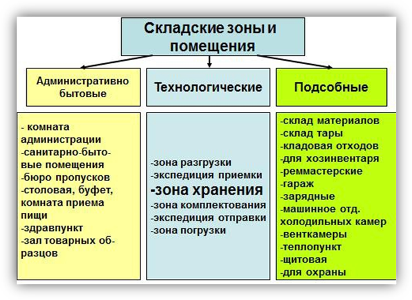 Складские зоны и
помещения
Административно
бытовые
Технологические
Подсобные
- комната
администрации
-санитарно-быто-
вые помещения
-бюро пропусков
-столовая, буфет,
комната приема
пищи
-здравпункт
-зал товарных об-
разцов
-зона разгрузки
-экспедиция приемки
-зона хранения
-зона комплектования
-экспедиция отправки
-зона погрузки
-склад материалов
-склад тары
-кладовая отходов
-для хозинвентаря
-реммастерские
-гараж
-зарядные
-машинное отд.
холодильных камер
-венткамеры
-теплопункт
-щитовая
-для охраны